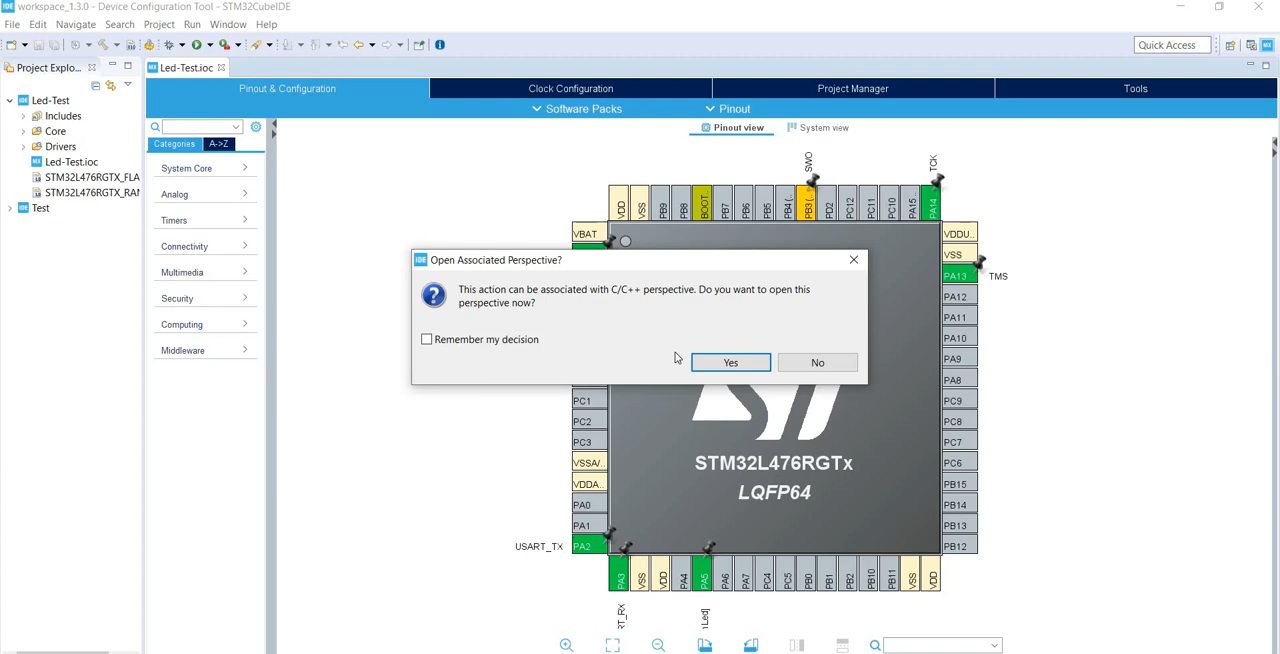 workspace_1.3.0 - Device Configuration Tool - STM32CubeIDE
File Edit Navigate Search Project Run Window Help
Quick Access
Project Explo...
Led-Test.ioc
Pinout & Configuration
Clock Configuration
Project Manager
Tools
Software Packs
Pinout
Pinout view
System view
Categories
A->Z
Led-Test
Includes
Core
Drivers
Led-Test.ioc
STM32L476RGTX_FLA
STM32L476RGTX_RAM
Test
System Core
Analog
Timers
Connectivity
Multimedia
Security
Computing
Middleware
SWO
TCK
VDD
VSS
PB9
PB8
BOOT..
PB7
PB6
PB5
PB4 (..
PB3 (..
PD2
PC12
PC11
PC10
PA15..
PA14
VBAT
VDDU..
VSS
PA13
TMS
PA12
PA11
PA10
PA9
PA8
PC9
PC8
PC7
PC6
PB15
PB14
PB13
PB12
IDE Open Associated Perspective?
This action can be associated with C/C++ perspective. Do you want to open this
perspective now?
Remember my decision
Yes
No
PC1
PC2
PC3
VSSA/..
VDDA..
PA0
PA1
USART_TX
PA2
STM32L476RGTx
LQFP64
PA3
VSS
VDD
PA4
PA5
PA6
PA7
PC4
PC5
PB0
PB1
PB2
PB10
PB11
VSS
VDD
RT_RX
Led]